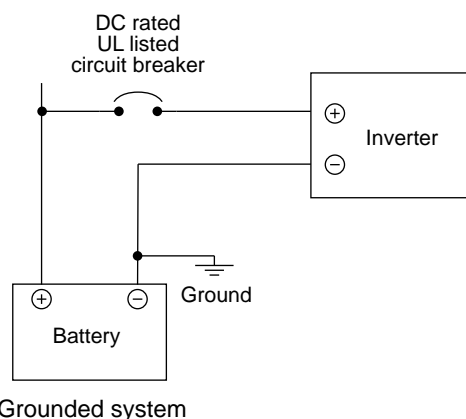 DC rated
UL listed
circuit breaker
+
Inverter
−
Ground
+
−
Battery
Grounded system